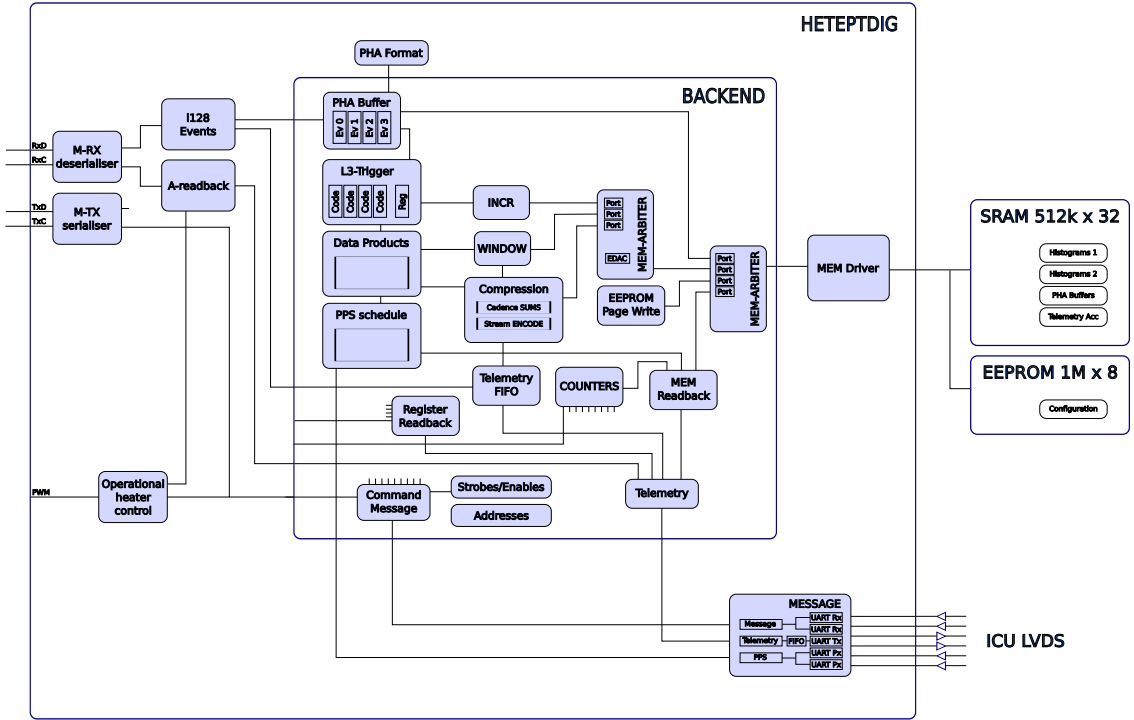 HETEPTDIG
PHA Format
BACKEND
PHA Buffer
Ev 0
Ev 1
Ev 2
Ev 3
I128
Events
RxD
RxC
M-RX
deserialiser
A-readback
TxD
TxC
M-TX
serialiser
L3-Trigger
Code
Code
Code
Code
Reg
INCR
Port
Port
Port
EDAC
MEM-ARBITER
Data Products
WINDOW
Compression
Cadence SUMS
Stream ENCODE
EEPROM
Page Write
Port
Port
Port
Port
MEM-ARBITER
MEM Driver
SRAM 512k x 32
Histograms 1
Histograms 2
PHA Buffers
Telemetry Acc
EEPROM 1M x 8
Configuration
PPS schedule
Telemetry
FIFO
COUNTERS
MEM
Readback
Register
Readback
PWM
Operational
heater
control
Command
Message
Strobes/Enables
Addresses
Telemetry
MESSAGE
Message
UART Rx
UART Rx
Telemetry
FIFO
UART Tx
PPS
UART Px
UART Px
ICU LVDS